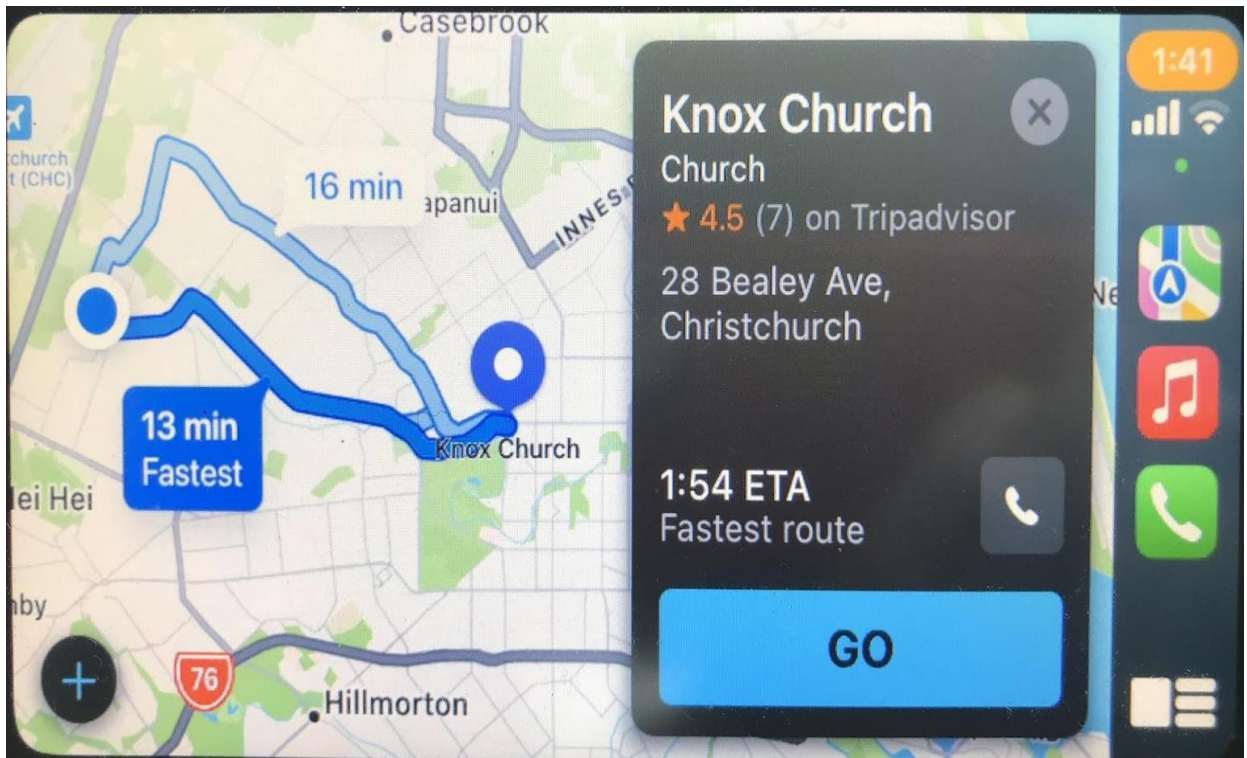 Casebrook
1:41
church
t (CHC)
16 min
apanui
INNES
Knox Church
Church
4.5 (7) on Tripadvisor
28 Bealey Ave,
Christchurch
Ne
13 min
Fastest
Knox Church
lei Hei
1:54 ETA
Fastest route
nby
GO
76
Hillmorton